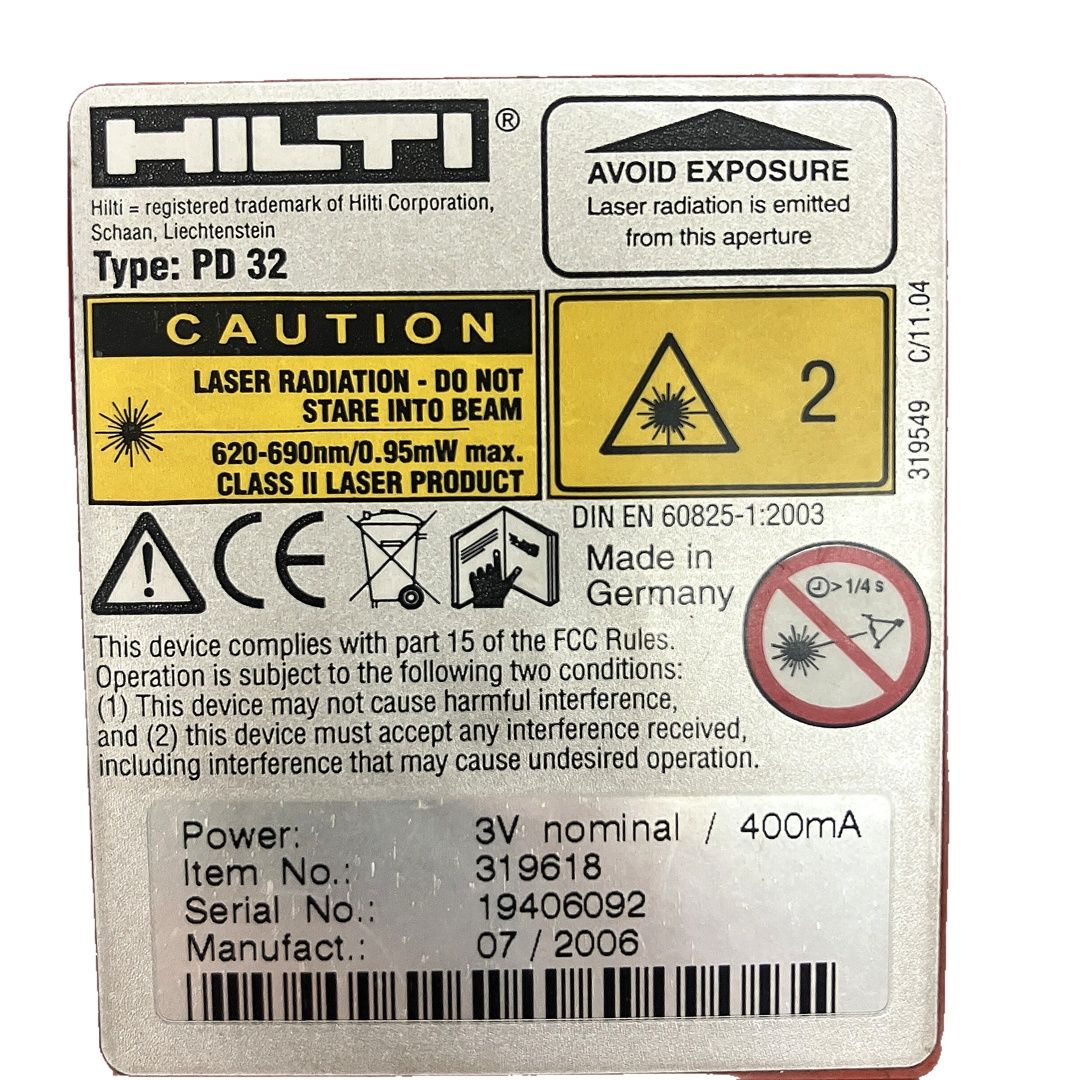 HILTI ®
Hilti = registered trademark of Hilti Corporation,
Schaan, Liechtenstein
Type: PD 32
AVOID EXPOSURE
Laser radiation is emitted
from this aperture
CAUTION
LASER RADIATION - DO NOT
STARE INTO BEAM
620-690nm/0.95mW max.
CLASS II LASER PRODUCT
2
319549 C/11.04
CE
DIN EN 60825-1:2003
Made in
Germany
>1/4 s
This device complies with part 15 of the FCC Rules.
Operation is subject to the following two conditions:
(1) This device may not cause harmful interference,
and (2) this device must accept any interference received,
including interference that may cause undesired operation.
Power: 3V nominal / 400mA
Item No.: 319618
Serial No.: 19406092
Manufact.: 07 / 2006